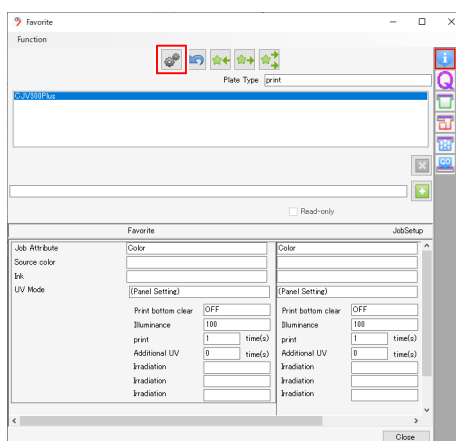 Favorite
Function
Plate Type print
CJV300Plus
Read-only
Favorite JobSetup
Job Attribute Color Color
Source color
Ink
UV Mode (Panel Setting) (Panel Setting)
Print bottom clear OFF Print bottom clear OFF
Illuminance 100 Illuminance 100
print 1 time(s) print 1 time(s)
Additional UV 0 time(s) Additional UV 0 time(s)
Irradiation Irradiation
Irradiation Irradiation
Irradiation Irradiation
Close
i
Q
GO